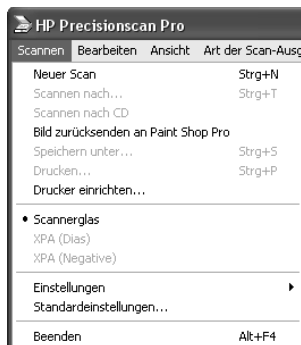 HP Precisionscan Pro
Scannen Bearbeiten Ansicht Art der Scan-Ausg
Neuer Scan Strg+N
Scannen nach... Strg+T
Scannen nach CD
Bild zurücksenden an Paint Shop Pro
Speichern unter... Strg+S
Drucken... Strg+P
Drucker einrichten...
Scannerglas
XPA (Dias)
XPA (Negative)
Einstellungen
Standardeinstellungen...
Beenden Alt+F4